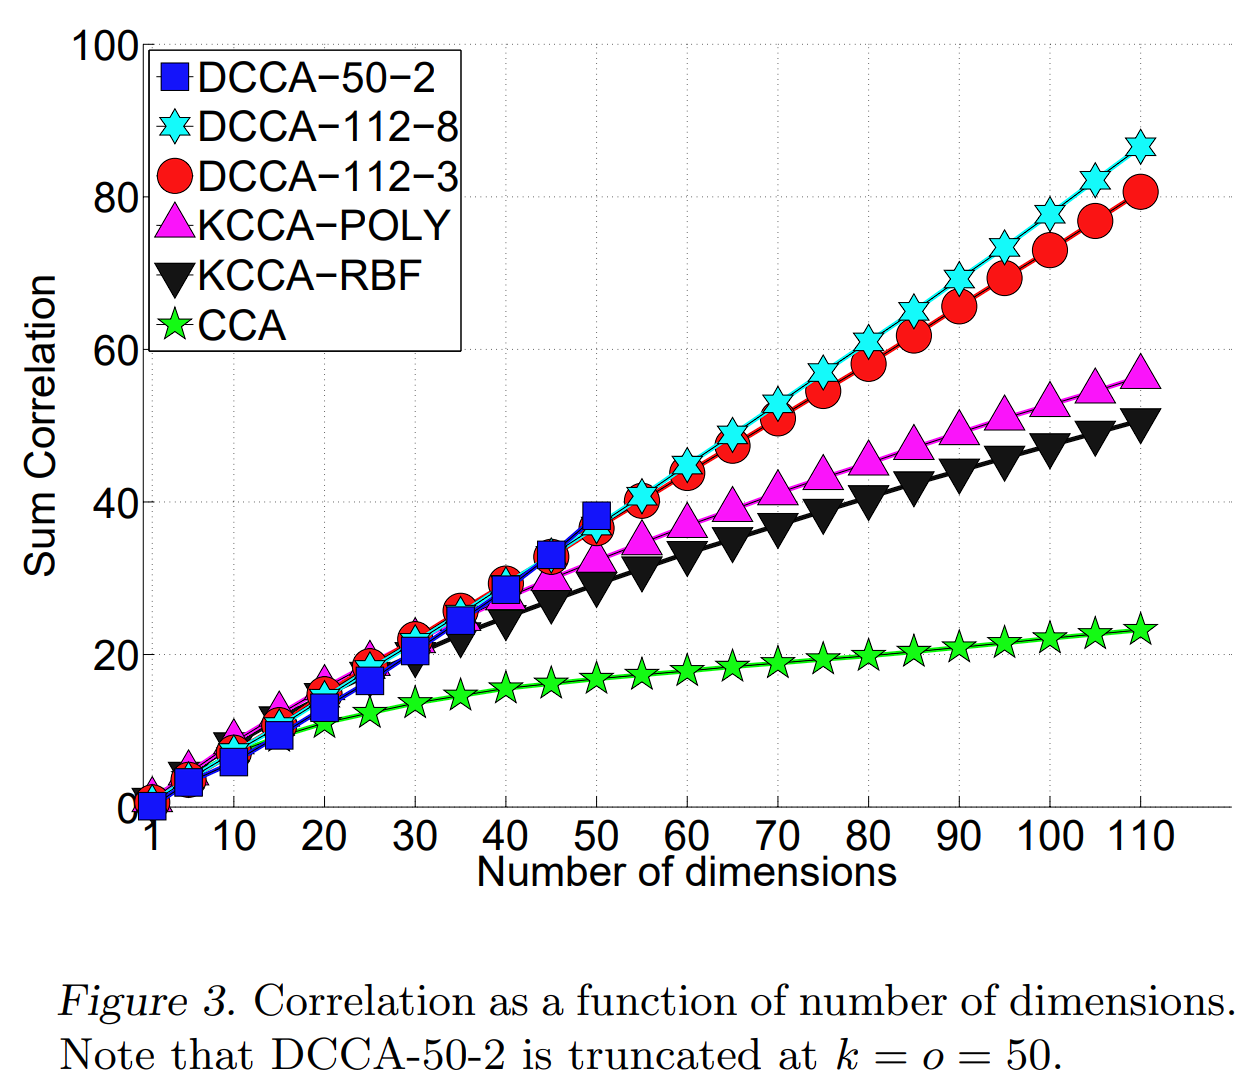 100
80
60
40
20
0
DCCA−50−2
DCCA−112−8
DCCA−112−3
KCCA−POLY
KCCA−RBF
CCA
Sum Correlation
1 10 20 30 40 50 60 70 80 90 100 110
Number of dimensions
Figure 3. Correlation as a function of number of dimensions.
Note that DCCA-50-2 is truncated at k = o = 50.